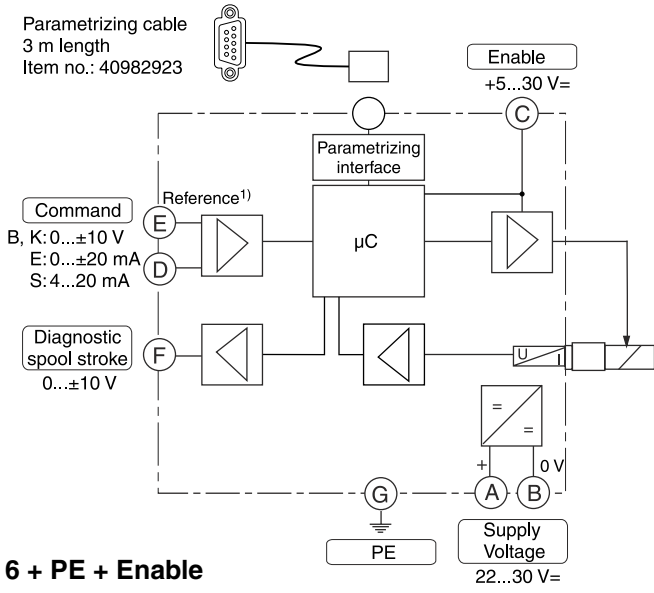 Parametrizing cable
3 m length
Item no.: 40982923
Enable
+5...30 V=
C
Parametrizing
interface
Reference1)
Command
B, K: 0...±10 V
E: 0...±20 mA
S: 4...20 mA
E
D
µC
Diagnostic
spool stroke
0...±10 V
F
U
I
=
=
+
0 V
G
A
B
PE
Supply
Voltage
22...30 V=
6 + PE + Enable